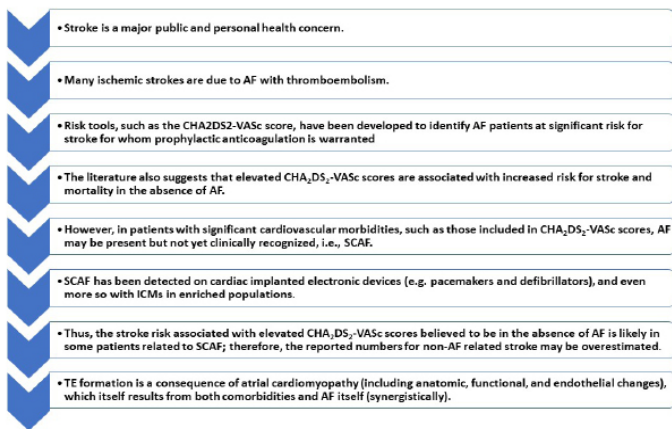 • Stroke is a major public and personal health concern.
• Many ischemic strokes are due to AF with thromboembolism.
• Risk tools, such as the CHA2DS2-VASc score, have been developed to identify AF patients at significant risk for
stroke for whom prophylactic anticoagulation is warranted
• The literature also suggests that elevated CHA₂DS₂-VASc scores are associated with increased risk for stroke and
mortality in the absence of AF.
• However, in patients with significant cardiovascular morbidities, such as those included in CHA₂DS₂-VASc scores, AF
may be present but not yet clinically recognized, i.e., SCAF.
• SCAF has been detected on cardiac implanted electronic devices (e.g. pacemakers and defibrillators), and even
more so with ICMs in enriched populations.
• Thus, the stroke risk associated with elevated CHA₂DS₂-VASc scores believed to be in the absence of AF is likely in
some patients related to SCAF; therefore, the reported numbers for non-AF related stroke may be overestimated.
• TE formation is a consequence of atrial cardiomyopathy (including anatomic, functional, and endothelial changes),
which itself results from both comorbidities and AF itself (synergistically).